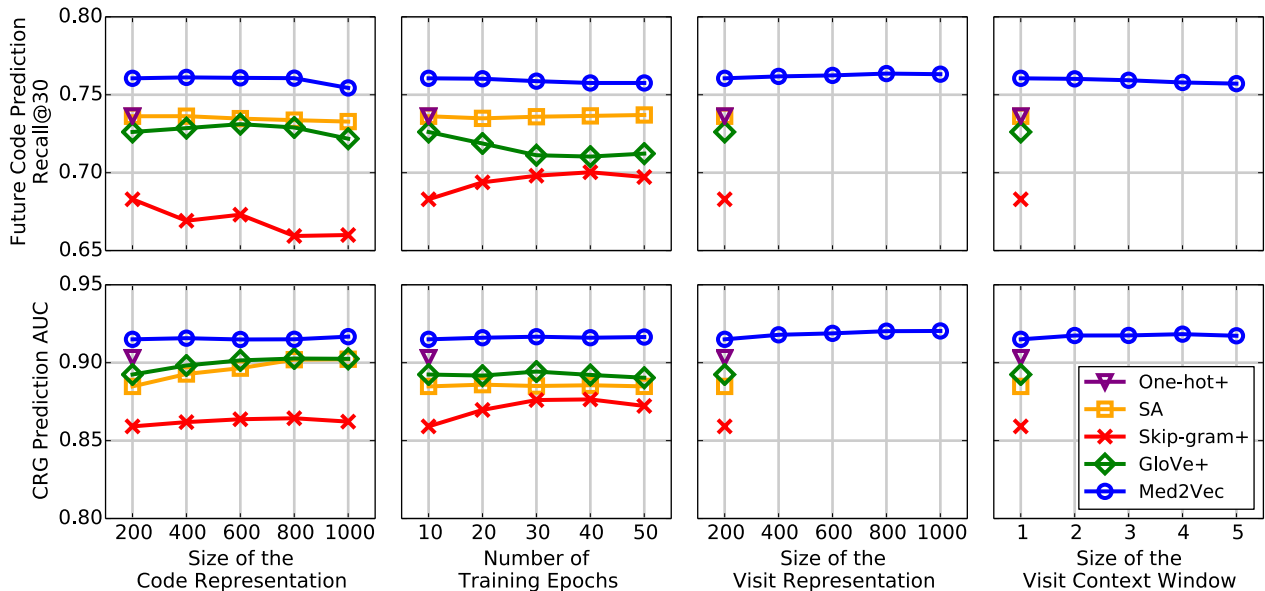 Future Code Prediction
Recall@30
0.80
0.75
0.70
0.65
CRG Prediction AUC
0.95
0.90
0.85
0.80
200 400 600 800 1000
Size of the
Code Representation
10 20 30 40 50
Number of
Training Epochs
200 400 600 800 1000
Size of the
Visit Representation
1 2 3 4 5
Size of the
Visit Context Window
One-hot+
SA
Skip-gram+
GloVe+
Med2Vec